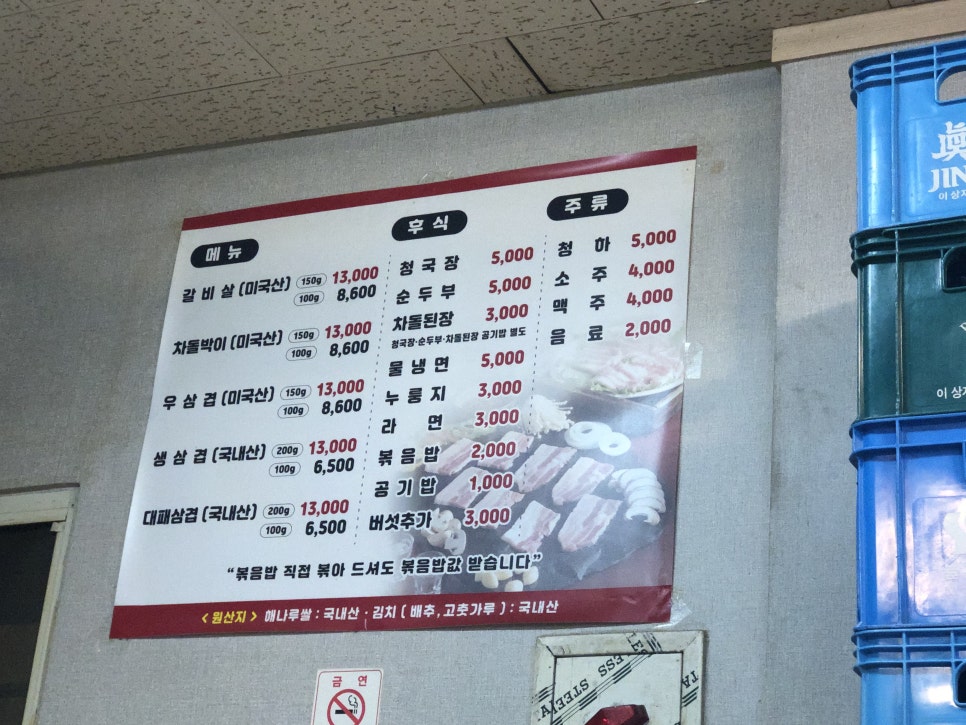 메뉴
갈비살 (미국산) 150g 13,000
100g 8,600
차돌박이 (미국산) 150g 13,000
100g 8,600
우삼겹 (미국산) 150g 13,000
100g 8,600
생삼겹 (국내산) 200g 13,000
100g 6,500
대패삼겹 (국내산) 200g 13,000
100g 6,500
후식
청국장 5,000
순두부 5,000
차돌된장 3,000
청국장·순두부·차돌된장 공기밥 별도
물냉면 5,000
누룽지 3,000
라면 3,000
볶음밥 2,000
공기밥 1,000
버섯추가 3,000
주류
청하 5,000
소주 4,000
맥주 4,000
음료 2,000
“볶음밥 직접 볶아 드셔도 볶음밥값 받습니다”
< 원산지 > 해나루쌀 : 국내산 · 김치 ( 배추, 고춧가루 ) : 국내산
금연
眞
이 상
이 상